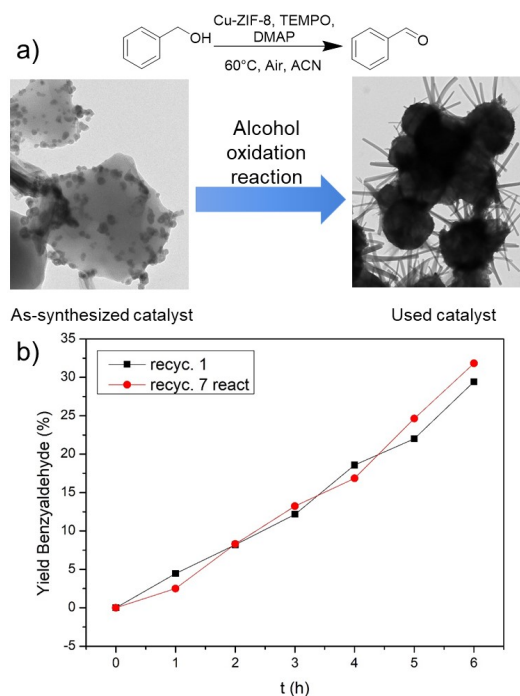 a)
OH
Cu-ZIF-8, TEMPO,
DMAP
60°C, Air, ACN
O
Alcohol
oxidation
reaction
As-synthesized catalyst
Used catalyst
b)
recyc. 1
recyc. 7 react
Yield Benzyaldehyde (%)
35
30
25
20
15
10
5
0
-5
0 1 2 3 4 5 6
t (h)